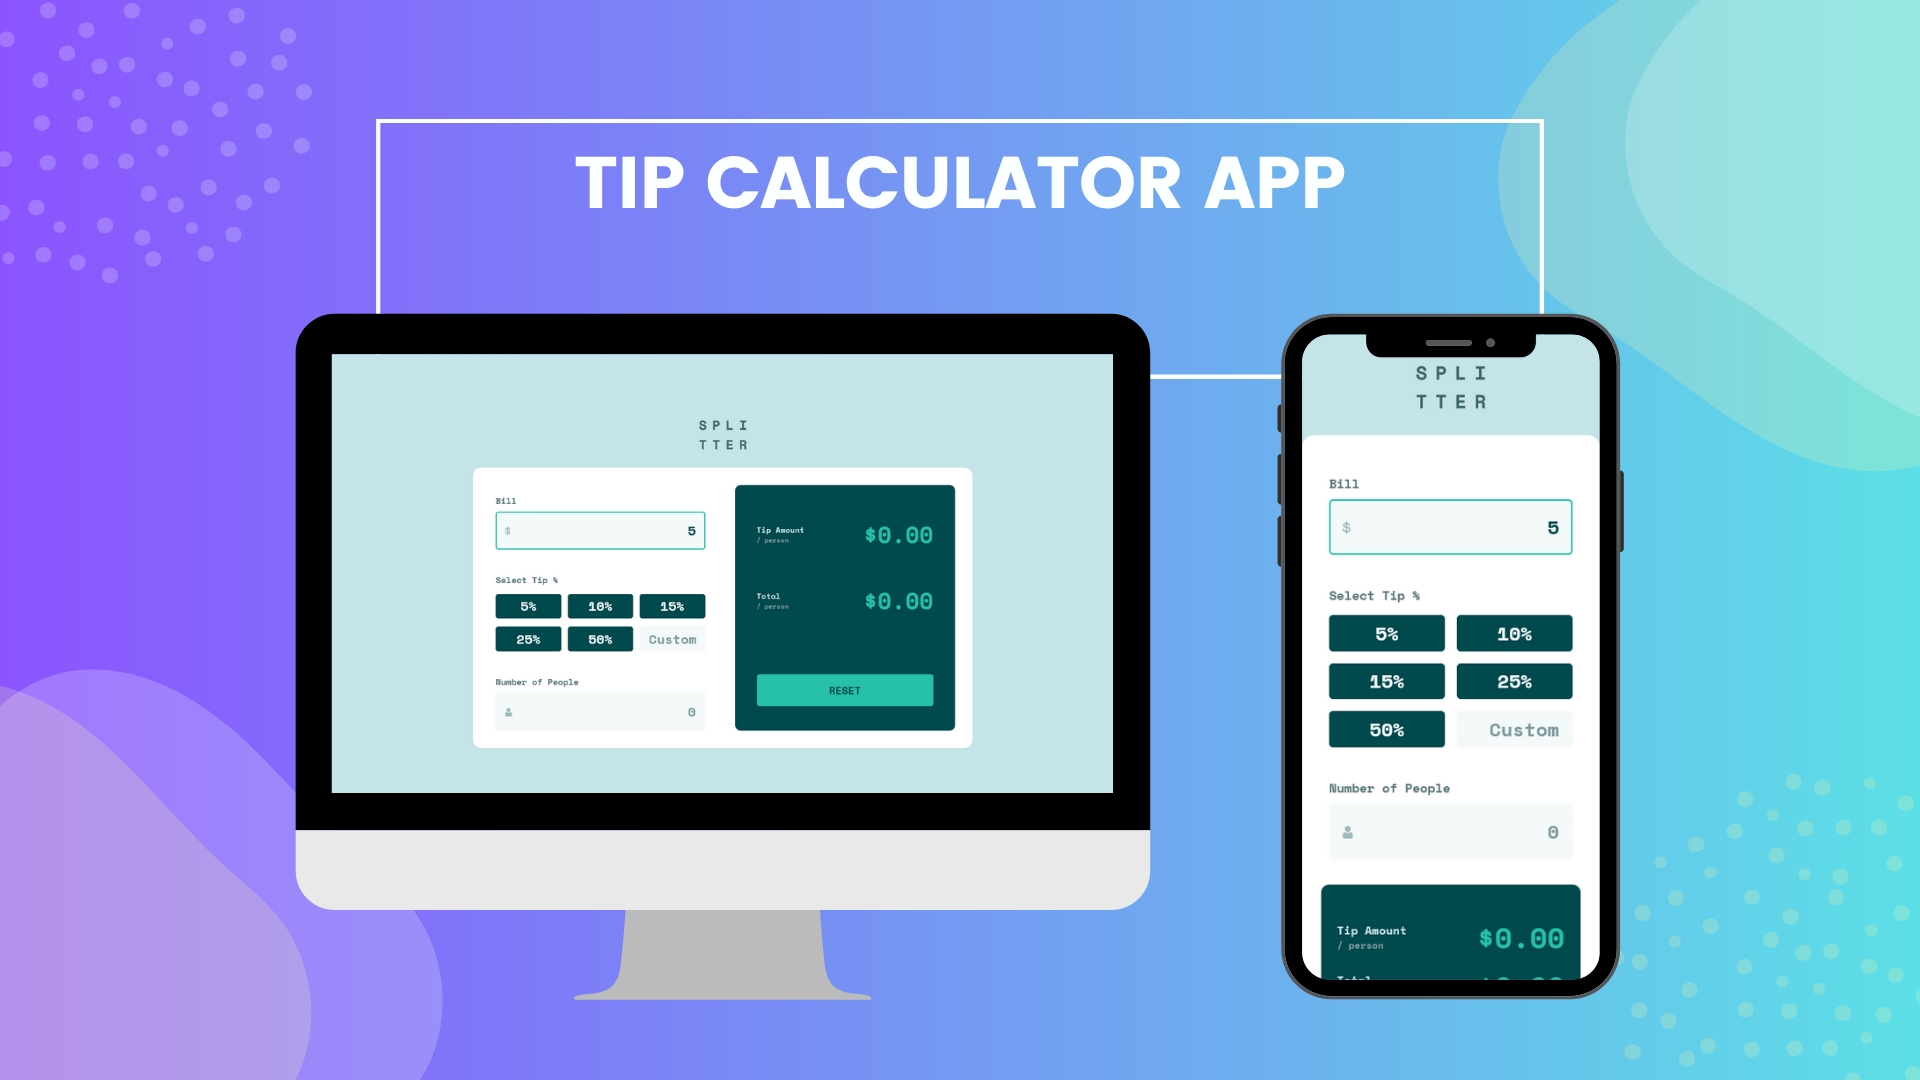 TIP CALCULATOR APP
SPLI
TTER
Bill
$ 5
Select Tip %
5% 10% 15%
25% 50% Custom
Number of People
0
Tip Amount
/ person
$0.00
Total
/ person
$0.00
RESET
SPLI
TTER
Bill
$ 5
Select Tip %
5% 10%
15% 25%
50% Custom
Number of People
0
Tip Amount
/ person
$0.00